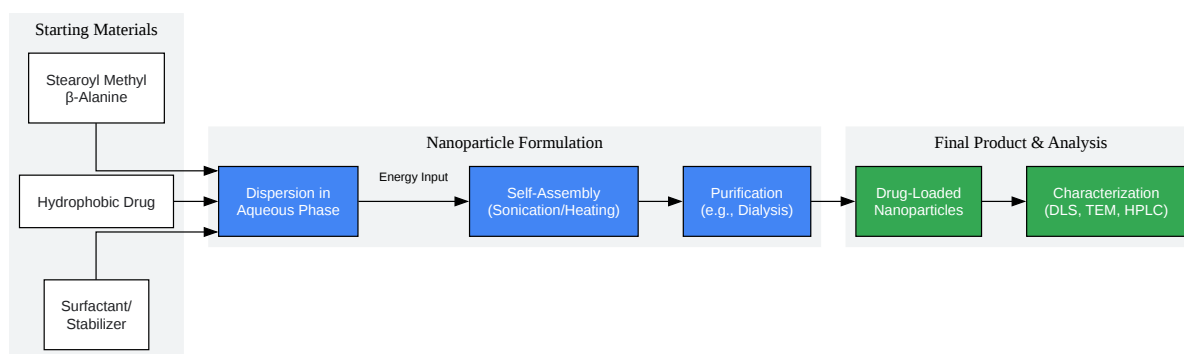 Starting Materials
Stearoyl Methyl
β-Alanine
Hydrophobic Drug
Surfactant/
Stabilizer
Nanoparticle Formulation
Dispersion in
Aqueous Phase
Energy Input
Self-Assembly
(Sonication/Heating)
Purification
(e.g., Dialysis)
Final Product & Analysis
Drug-Loaded
Nanoparticles
Characterization
(DLS, TEM, HPLC)